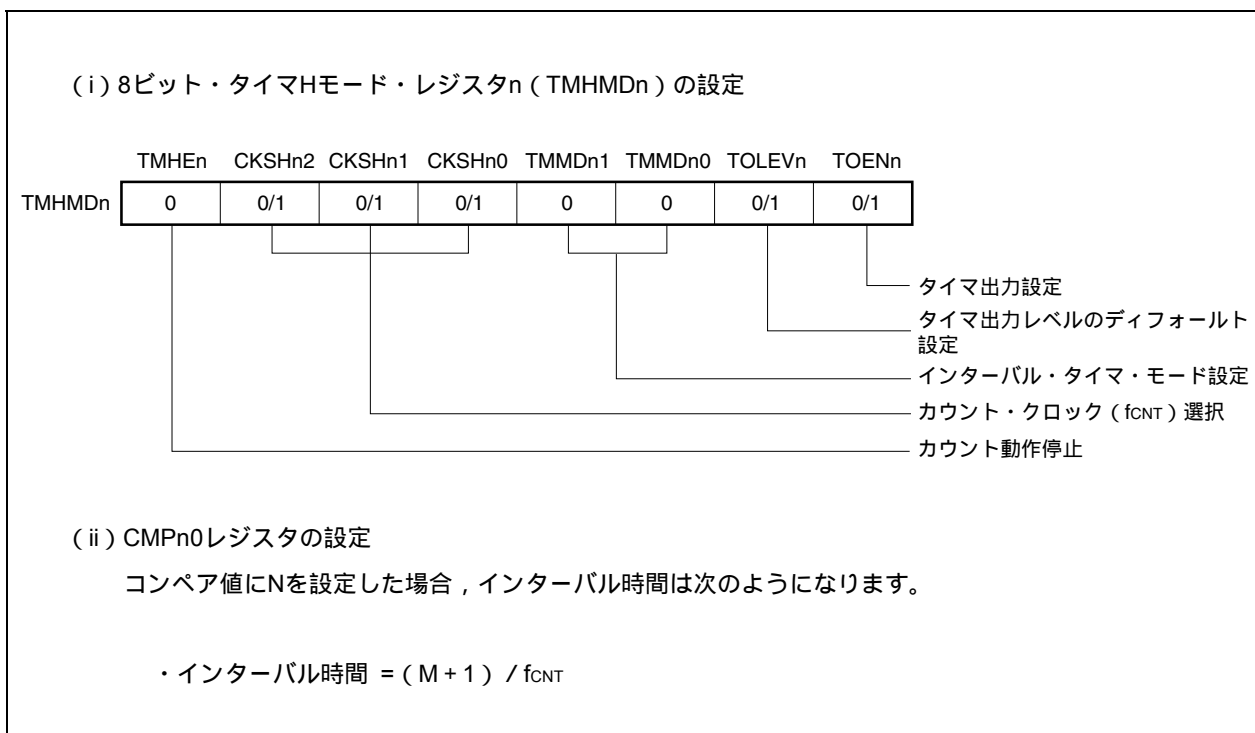 (i)8ビット・タイマHモード・レジスタn(TMHMDn)の設定
TMHEn CKSHn2 CKSHn1 CKSHn0 TMMDn1 TMMDn0 TOLEVn TOENn
TMHMDn 0 0/1 0/1 0/1 0 0 0/1 0/1
タイマ出力設定
タイマ出力レベルのディフォールト
設定
インターバル・タイマ・モード設定
カウント・クロック(fCNT)選択
カウント動作停止
(ii)CMPn0レジスタの設定
コンペア値にNを設定した場合,インターバル時間は次のようになります。
・インターバル時間 =(M+1)/fCNT